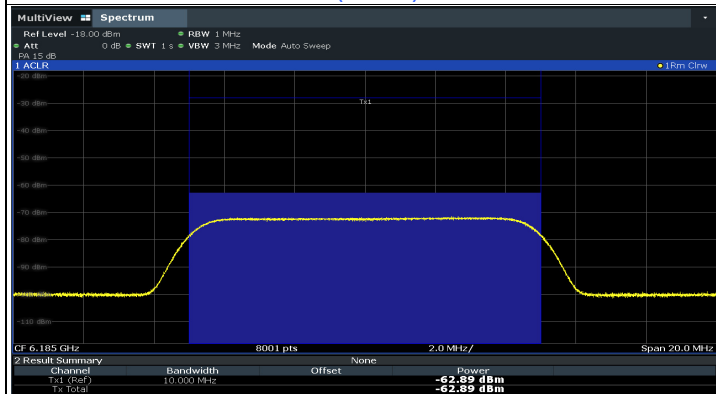 MultiView Spectrum
Ref Level -18.00 dBm RBW 1 MHz
Att 0 dB SWT 1 s VBW 3 MHz Mode Auto Sweep
PA 15 dB
1 ACLR 1Rm Clrw
-20 dBm
Tx1
-30 dBm
-40 dBm
-50 dBm
-60 dBm
-70 dBm
-80 dBm
-90 dBm
-110 dBm
CF 6.185 GHz 8001 pts 2.0 MHz/ Span 20.0 MHz
2 Result Summary None
Channel Bandwidth Offset Power
Tx1 (Ref) 10.000 MHz -62.89 dBm
Tx Total -62.89 dBm